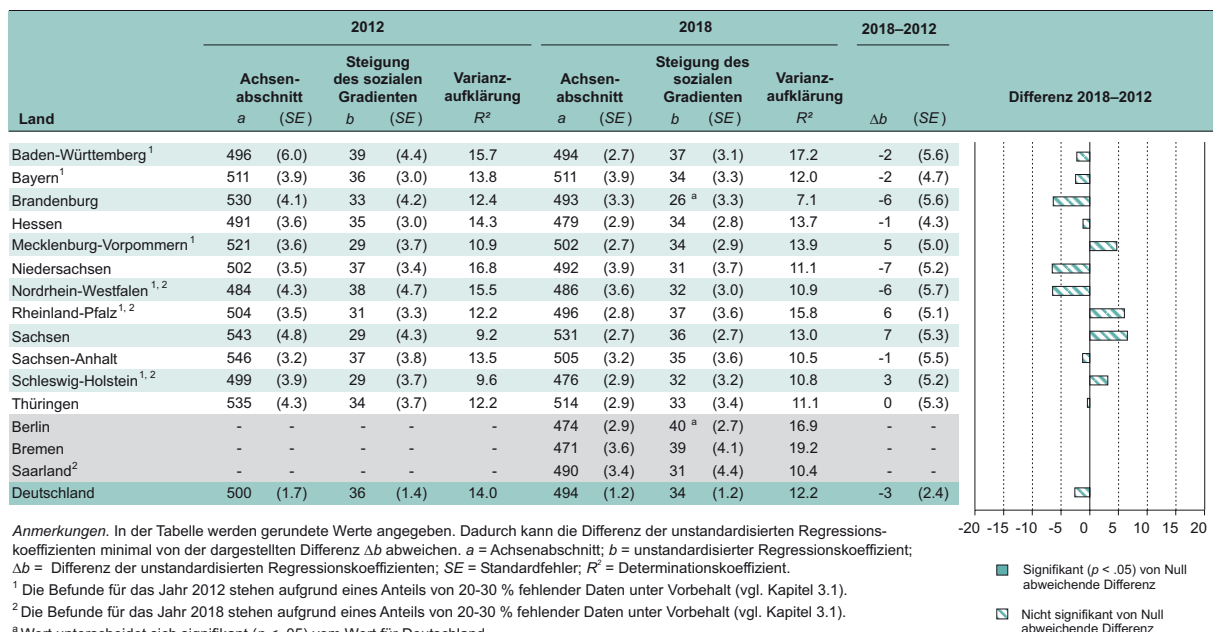 2012 2018 2018–2012
Achsen- Steigung des sozialen Varianz- Achsen- Steigung des sozialen Varianz-
abschnitt Gradienten aufklärung abschnitt Gradienten aufklärung Differenz 2018–2012
Land a (SE) b (SE) R² a (SE) b (SE) R² Δb (SE)
Baden-Württemberg¹ 496 (6.0) 39 (4.4) 15.7 494 (2.7) 37 (3.1) 17.2 -2 (5.6)
Bayern¹ 511 (3.9) 36 (3.0) 13.8 511 (3.9) 34 (3.3) 12.0 -2 (4.7)
Brandenburg 530 (4.1) 33 (4.2) 12.4 493 (3.3) 26 ª (3.3) 7.1 -6 (5.6)
Hessen 491 (3.6) 35 (3.0) 14.3 479 (2.9) 34 (2.8) 13.7 -1 (4.3)
Mecklenburg-Vorpommern¹ 521 (3.6) 29 (3.7) 10.9 502 (2.7) 34 (2.9) 13.9 5 (5.0)
Niedersachsen 502 (3.5) 37 (3.4) 16.8 492 (3.9) 31 (3.7) 11.1 -7 (5.2)
Nordrhein-Westfalen¹,² 484 (4.3) 38 (4.7) 15.5 486 (3.6) 32 (3.0) 10.9 -6 (5.7)
Rheinland-Pfalz¹,² 504 (3.5) 31 (3.3) 12.2 496 (2.8) 37 (3.6) 15.8 6 (5.1)
Sachsen 543 (4.8) 29 (4.3) 9.2 531 (2.7) 36 (2.7) 13.0 7 (5.3)
Sachsen-Anhalt 546 (3.2) 37 (3.8) 13.5 505 (3.2) 35 (3.6) 10.5 -1 (5.5)
Schleswig-Holstein¹,² 499 (3.9) 29 (3.7) 9.6 476 (2.9) 32 (3.2) 10.8 3 (5.2)
Thüringen 535 (4.3) 34 (3.7) 12.2 514 (2.9) 33 (3.4) 11.1 0 (5.3)
Berlin - - - - - 474 (2.9) 40 ª (2.7) 16.9 - -
Bremen - - - - - 471 (3.6) 39 (4.1) 19.2 - -
Saarland² - - - - - 490 (3.4) 31 (4.4) 10.4 - -
Deutschland 500 (1.7) 36 (1.4) 14.0 494 (1.2) 34 (1.2) 12.2 -3 (2.4)
-20 -15 -10 -5 0 5 10 15 20
Anmerkungen. In der Tabelle werden gerundete Werte angegeben. Dadurch kann die Differenz der unstandardisierten Regressions-
koeffizienten minimal von der dargestellten Differenz Δb abweichen. a = Achsenabschnitt; b = unstandardisierter Regressionskoeffizient;
Δb = Differenz der unstandardisierten Regressionskoeffizienten; SE = Standardfehler; R² = Determinationskoeffizient.
¹ Die Befunde für das Jahr 2012 stehen aufgrund eines Anteils von 20-30 % fehlender Daten unter Vorbehalt (vgl. Kapitel 3.1).
² Die Befunde für das Jahr 2018 stehen aufgrund eines Anteils von 20-30 % fehlender Daten unter Vorbehalt (vgl. Kapitel 3.1).
ª Wert unterscheidet sich signifikant (p < .05) vom Wert für Deutschland.
Signifikant (p < .05) von Null
abweichende Differenz
Nicht signifikant von Null
abweichende Differenz